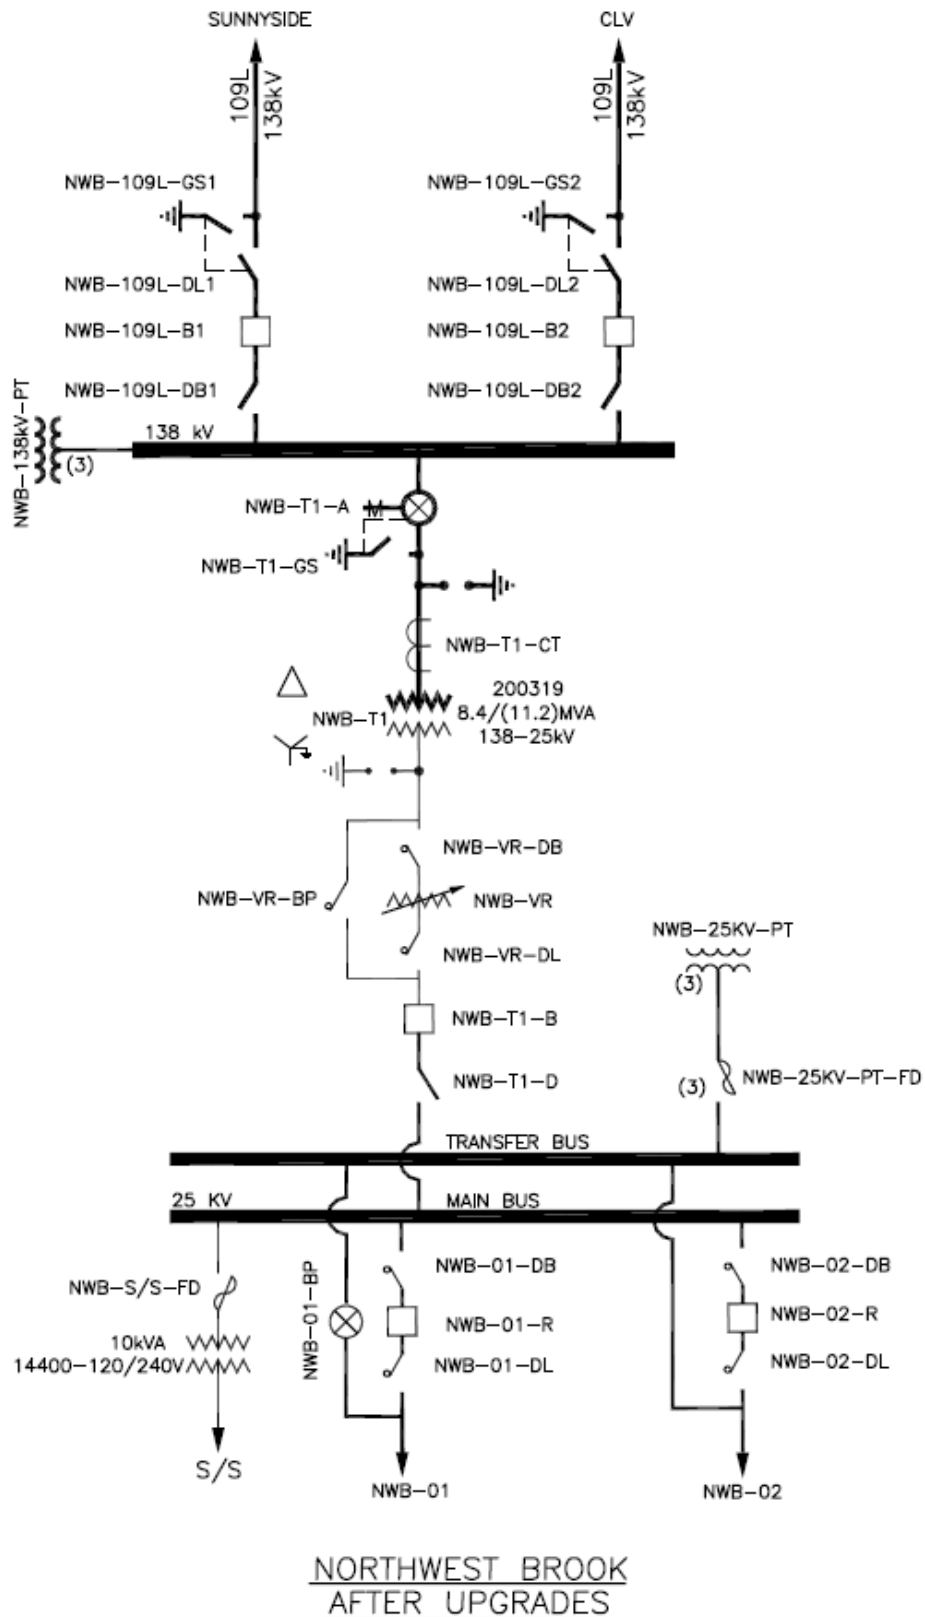 SUNNYSIDE
CLV
109L
138kV
109L
138kV
NWB-109L-GS1
NWB-109L-GS2
NWB-109L-DL1
NWB-109L-DL2
NWB-109L-B1
NWB-109L-B2
NWB-109L-DB1
NWB-109L-DB2
NWB-138kV-PT
(3)
138 kV
NWB-T1-A
M
NWB-T1-GS
NWB-T1-CT
200319
8.4/(11.2)MVA
138-25kV
NWB-T1
NWB-VR-DB
NWB-VR-BP
NWB-VR
NWB-VR-DL
NWB-25KV-PT
(3)
NWB-T1-B
NWB-T1-D
(3)
NWB-25KV-PT-FD
TRANSFER BUS
25 KV
MAIN BUS
NWB-S/S-FD
10kVA
14400-120/240V
S/S
NWB-01-BP
NWB-01-DB
NWB-01-R
NWB-01-DL
NWB-01
NWB-02-DB
NWB-02-R
NWB-02-DL
NWB-02
NORTHWEST BROOK
AFTER UPGRADES